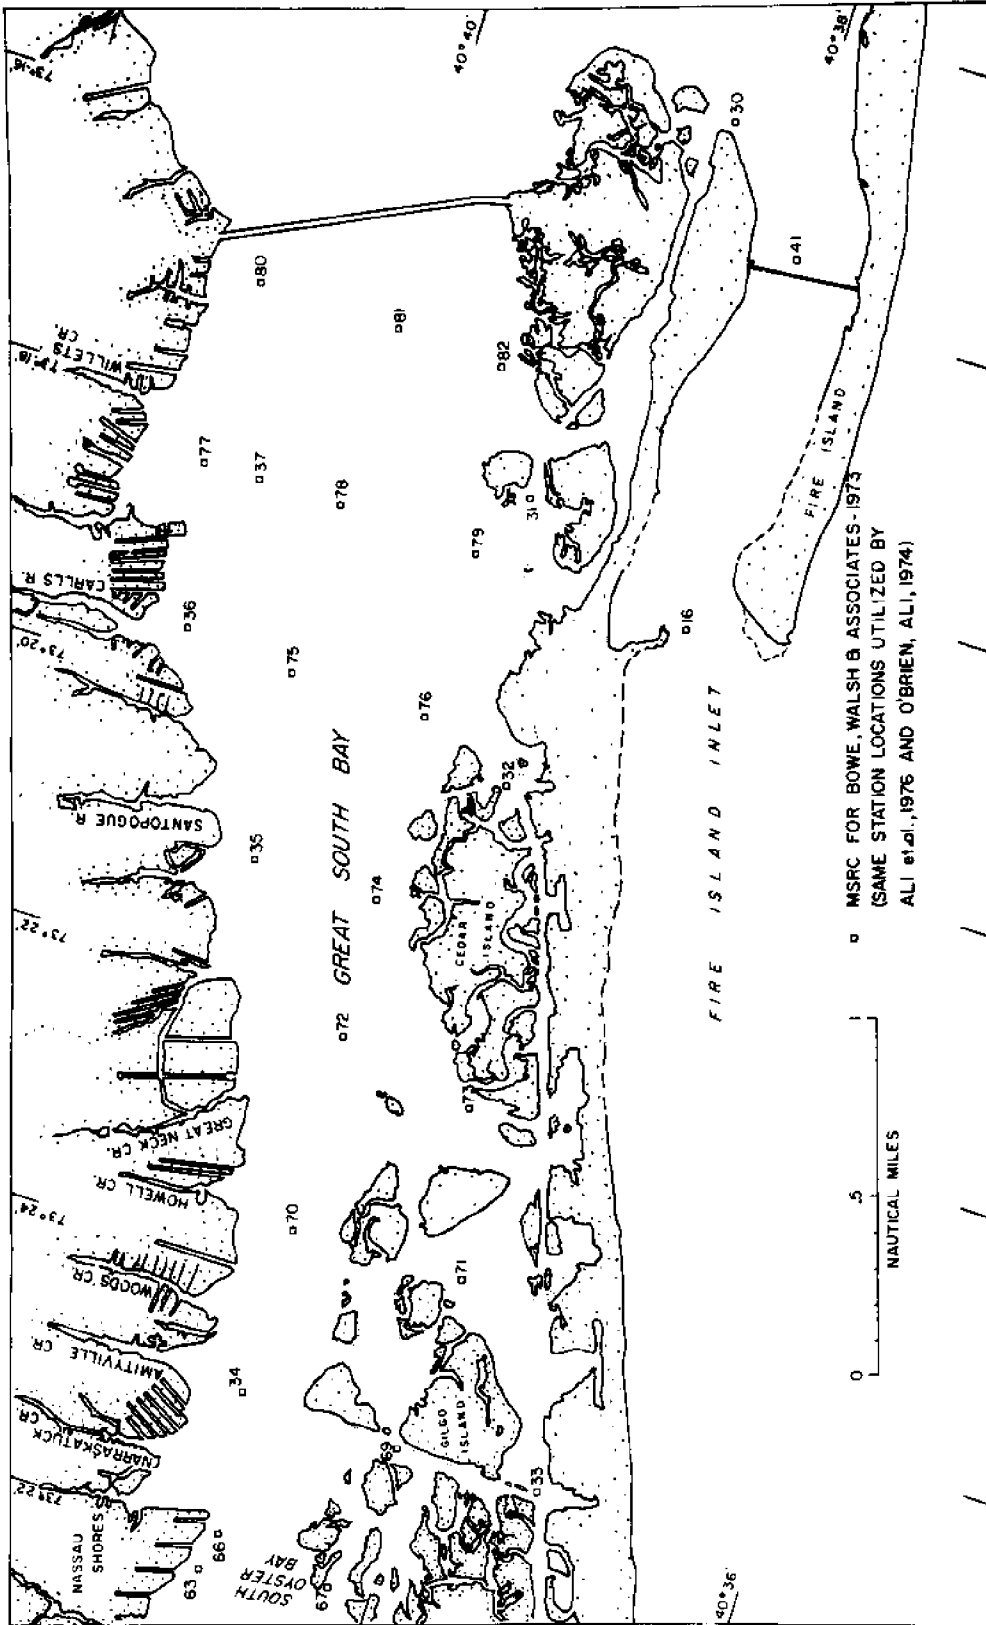 NASSAU
SHORES
73°22'
NARRASKATUCK
CR.
AMITYVILLE
CR.
WOODS CR.
73°24'
HOWELL CR.
GREAT NECK CR.
73°22'
SANTOPOGUE R.
73°20'
CARLLS R.
73°18'
WILLETS
CR.
73°16'
63
66
34
70
35
36
77
37
80
SOUTH
OYSTER
BAY
67
72
GREAT SOUTH BAY
74
75
78
81
69
GILGO
ISLAND
71
73
CEDAR
ISLAND
76
79
82
40°40'
33
32
31
16
30
41
40°36'
FIRE ISLAND INLET
FIRE ISLAND
40°38'
0
.5
1
NAUTICAL MILES
MSRC FOR BOWE, WALSH & ASSOCIATES-1973
(SAME STATION LOCATIONS UTILIZED BY
ALI et al., 1976 AND O'BRIEN, ALI, 1974)